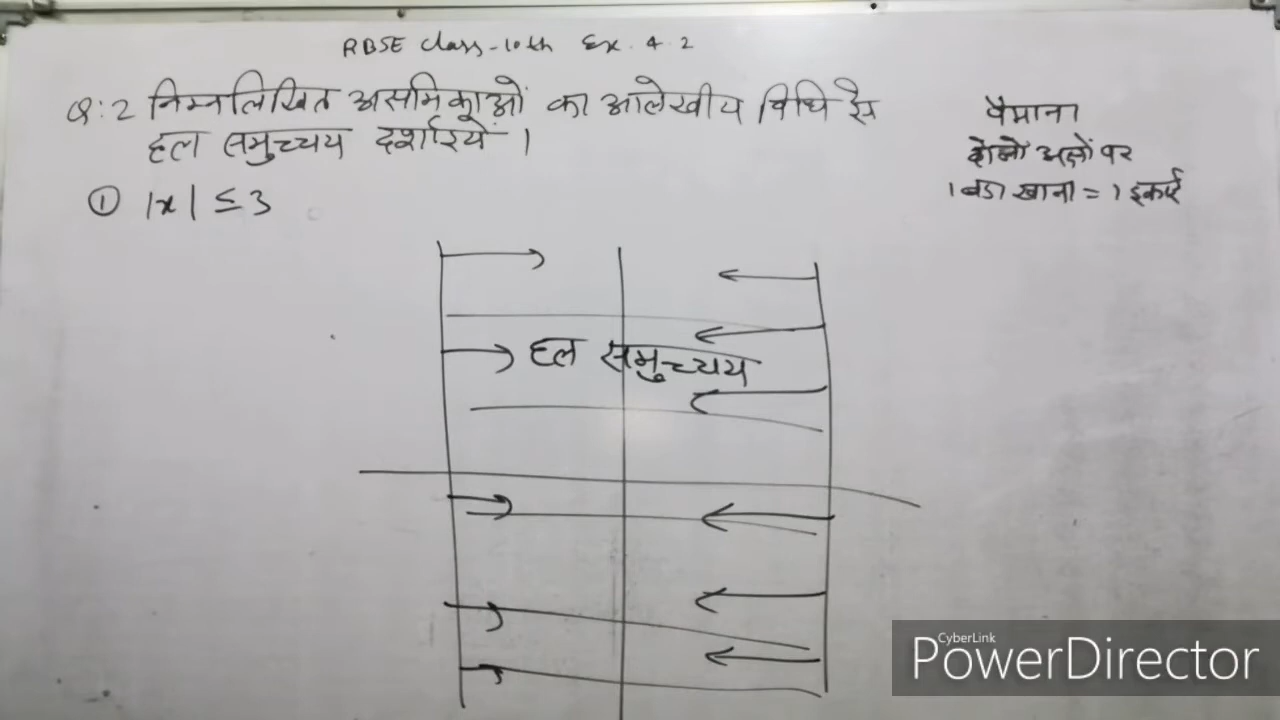 RBSE Class-10th Ex. 4.2
Q:2 निम्नलिखित असमिकाओं का आलेखीय विधि से
हल समुच्चय दर्शाइये ।
① |x| ≤ 3
पैमाना
दोनों अक्षों पर
1 बडा खाना = 1 इकाई
हल समुच्चय
CyberLink
PowerDirector